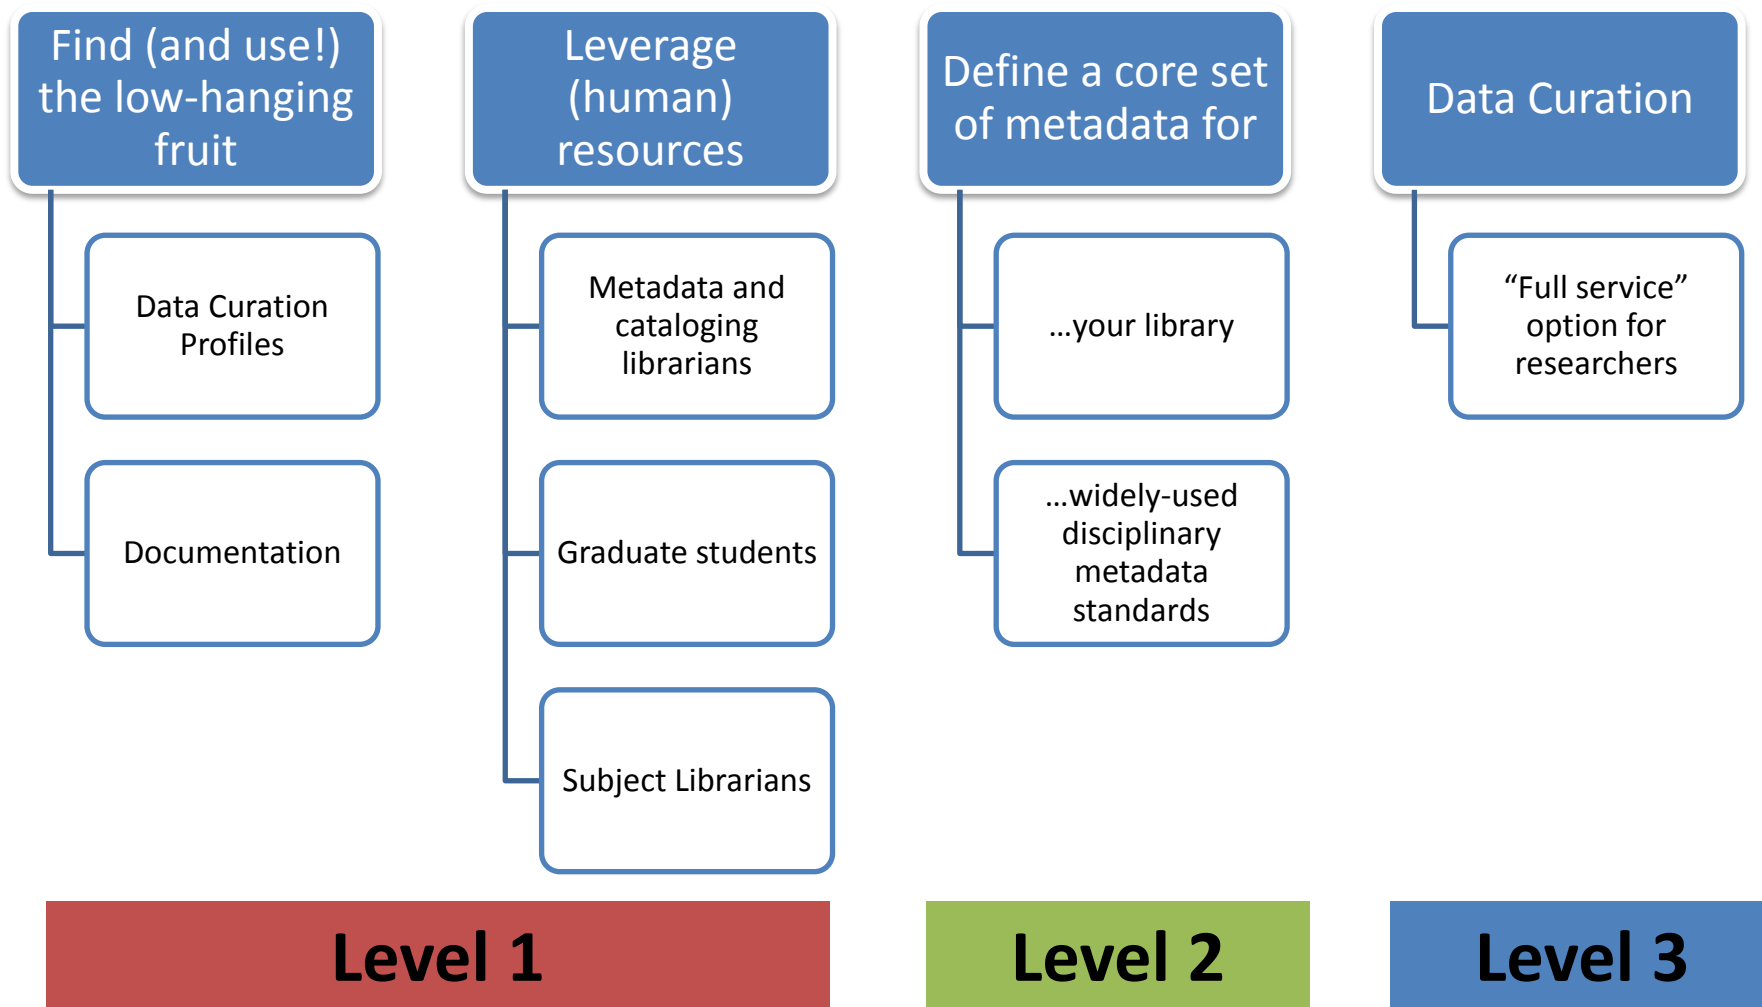 Find (and use!)
the low-hanging
fruit
Data Curation
Profiles
Documentation
Leverage
(human)
resources
Metadata and
cataloging
librarians
Graduate students
Subject Librarians
Define a core set
of metadata for
…your library
…widely-used
disciplinary
metadata
standards
Data Curation
“Full service”
option for
researchers
Level 1
Level 2
Level 3